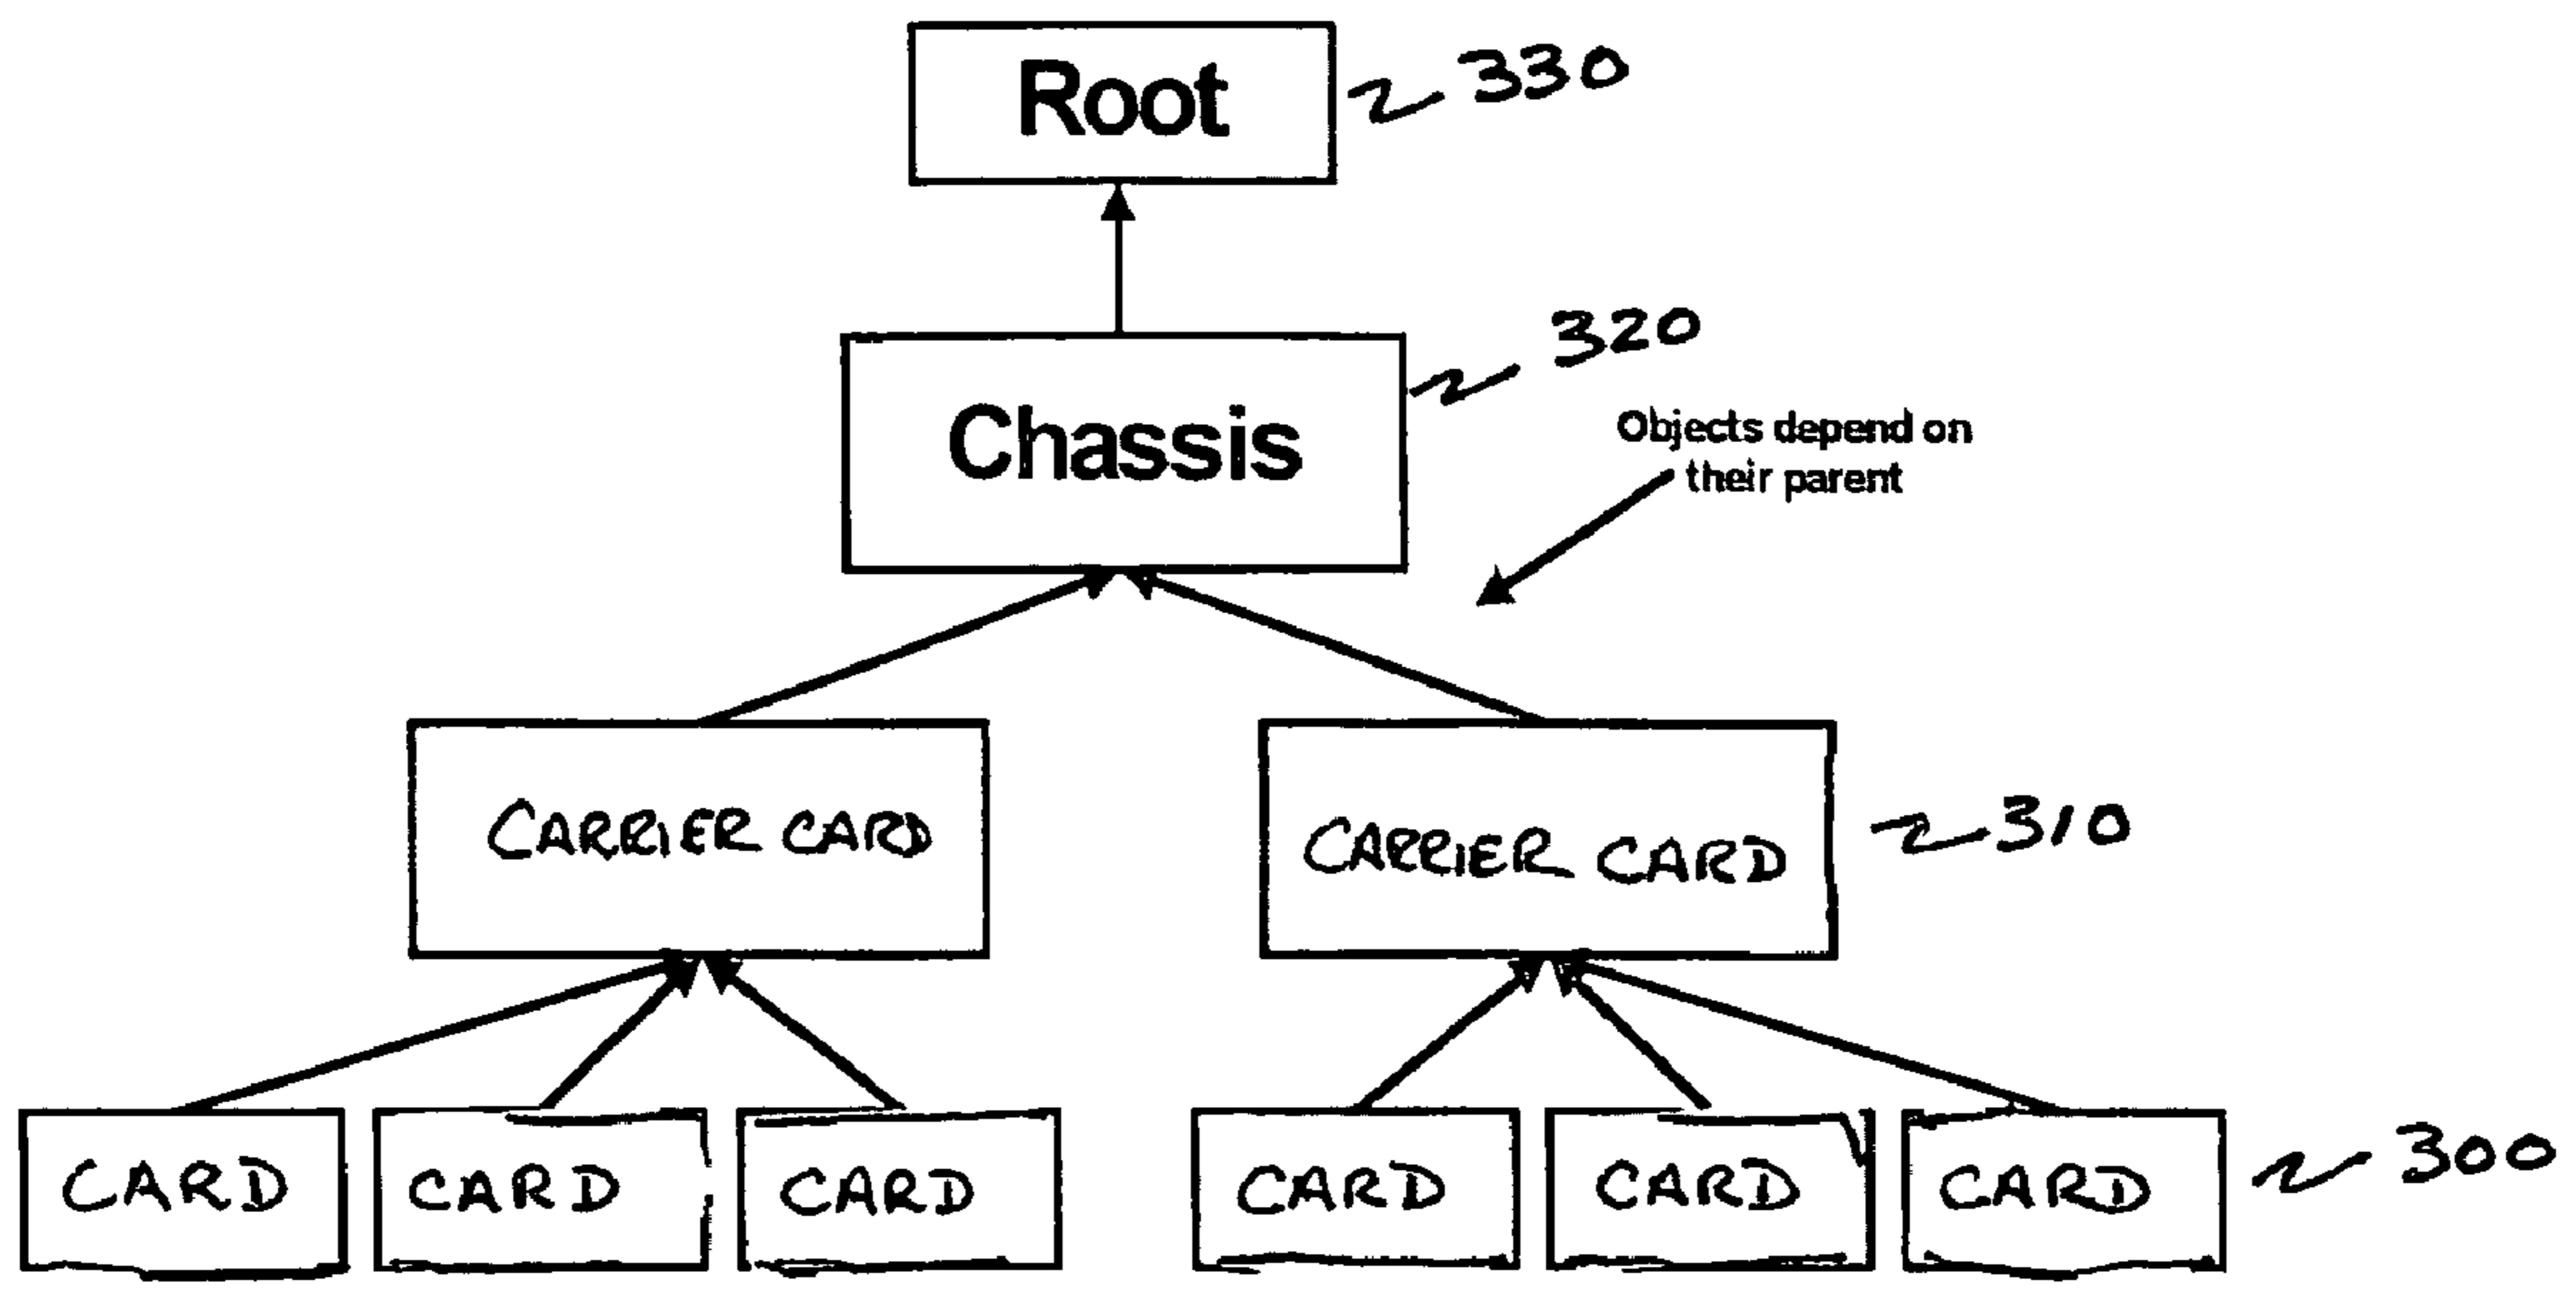 Root
330
Chassis
320
Objects depend on
their parent
CARRIER CARD
CARRIER CARD
310
CARD
CARD
CARD
CARD
CARD
CARD
300